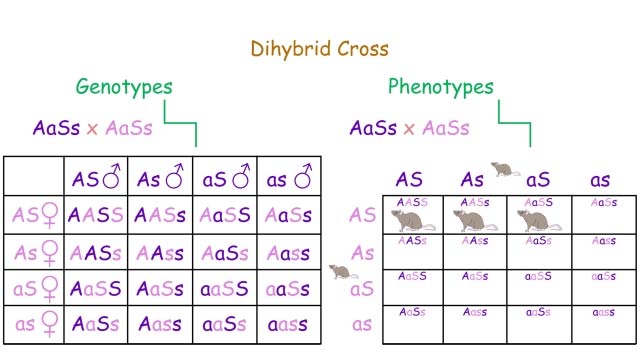 Dihybrid Cross
Genotypes Phenotypes
AaSs x AaSs AaSs x AaSs
AS♂ As♂ aS♂ as♂
AS♀ AASS AASs AaSS AaSs
As♀ AASs AAss AaSs Aass
aS♀ AaSS AaSs aaSS aaSs
as♀ AaSs Aass aaSs aass
AS As aS as
AS AASS AASs AaSS AaSs
As AASs AAss AaSs Aass
aS AaSS AaSs aaSS aaSs
as AaSs Aass aaSs aass